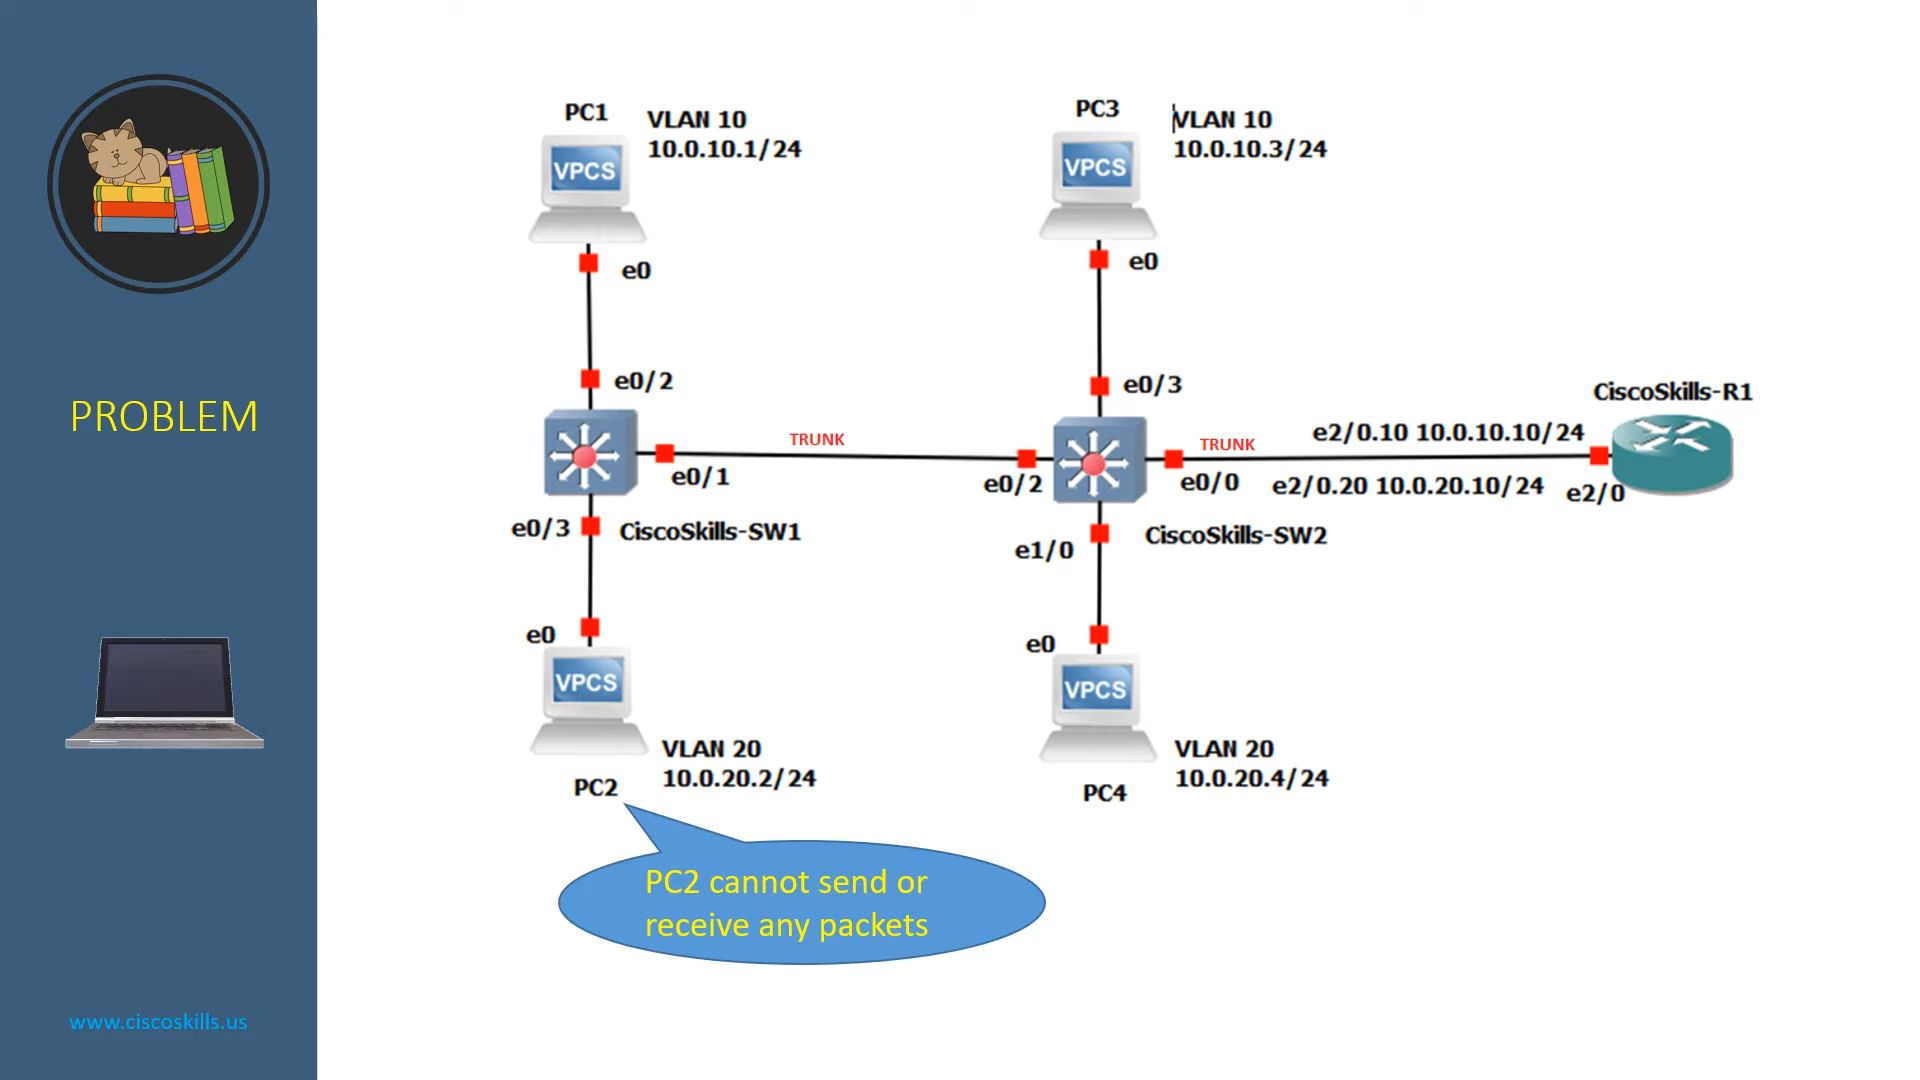 PROBLEM
www.ciscoskills.us
PC1
VLAN 10
10.0.10.1/24
VPCS
e0
e0/2
PC3
VLAN 10
10.0.10.3/24
VPCS
e0
e0/3
CiscoSkills-R1
TRUNK
e0/1
e0/2
TRUNK
e0/0
e2/0.10 10.0.10.10/24
e2/0.20 10.0.20.10/24
e2/0
e0/3
CiscoSkills-SW1
e1/0
CiscoSkills-SW2
e0
VPCS
VLAN 20
10.0.20.2/24
PC2
e0
VPCS
VLAN 20
10.0.20.4/24
PC4
PC2 cannot send or
receive any packets